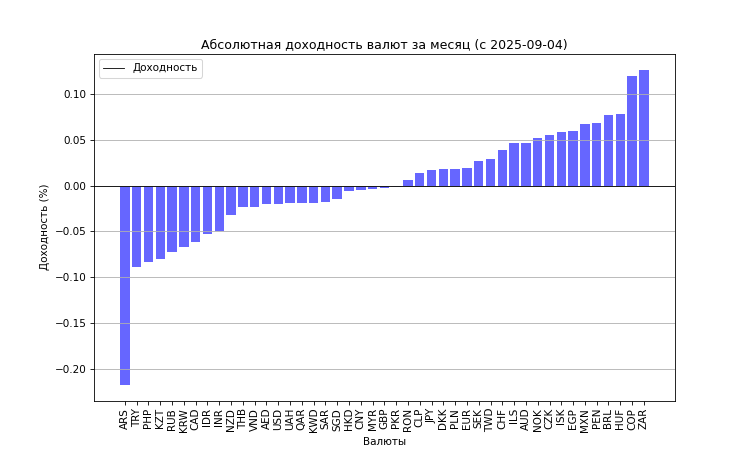 Абсолютная доходность валют за месяц (с 2025-09-04)
Доходность
0.10
0.05
0.00
−0.05
−0.10
−0.15
−0.20
Доходность (%)
ARS TRY PHP KZT RUB KRW CAD IDR INR NZD THB VND AED USD UAH QAR KWD SAR SGD HKD CNY MYR GBP PKR RON CLP JPY DKK PLN EUR SEK TWD CHF ILS AUD NOK CZK ISK EGP MXN PEN BRL HUF COP ZAR
Валюты